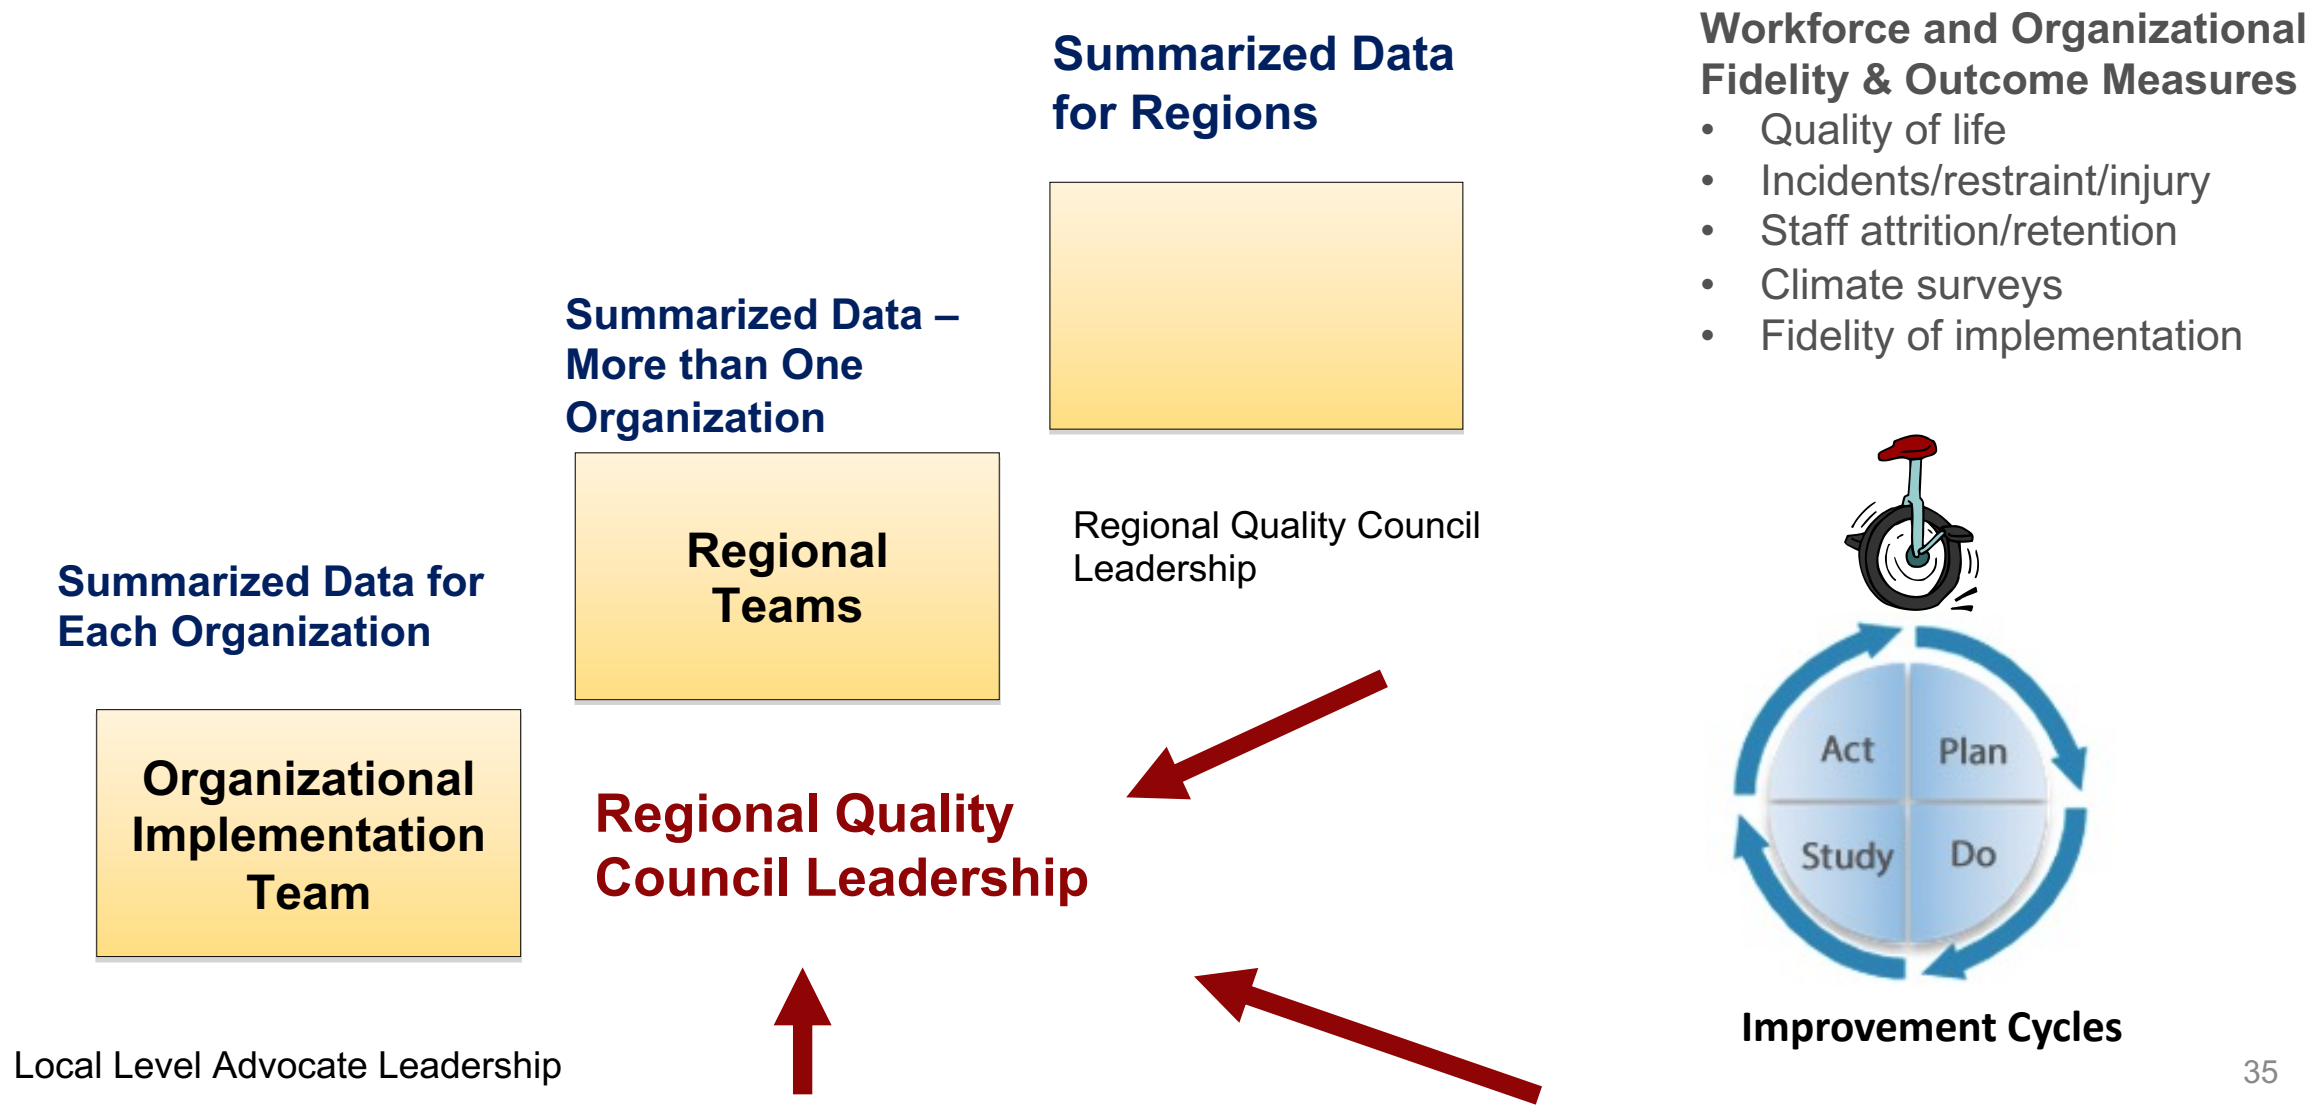 Summarized Data
for Regions
Workforce and Organizational
Fidelity & Outcome Measures
• Quality of life
• Incidents/restraint/injury
• Staff attrition/retention
• Climate surveys
• Fidelity of implementation
Summarized Data –
More than One
Organization
Regional
Teams
Regional Quality Council
Leadership
Summarized Data for
Each Organization
Organizational
Implementation
Team
Regional Quality
Council Leadership
Act
Plan
Study
Do
Improvement Cycles
Local Level Advocate Leadership
35